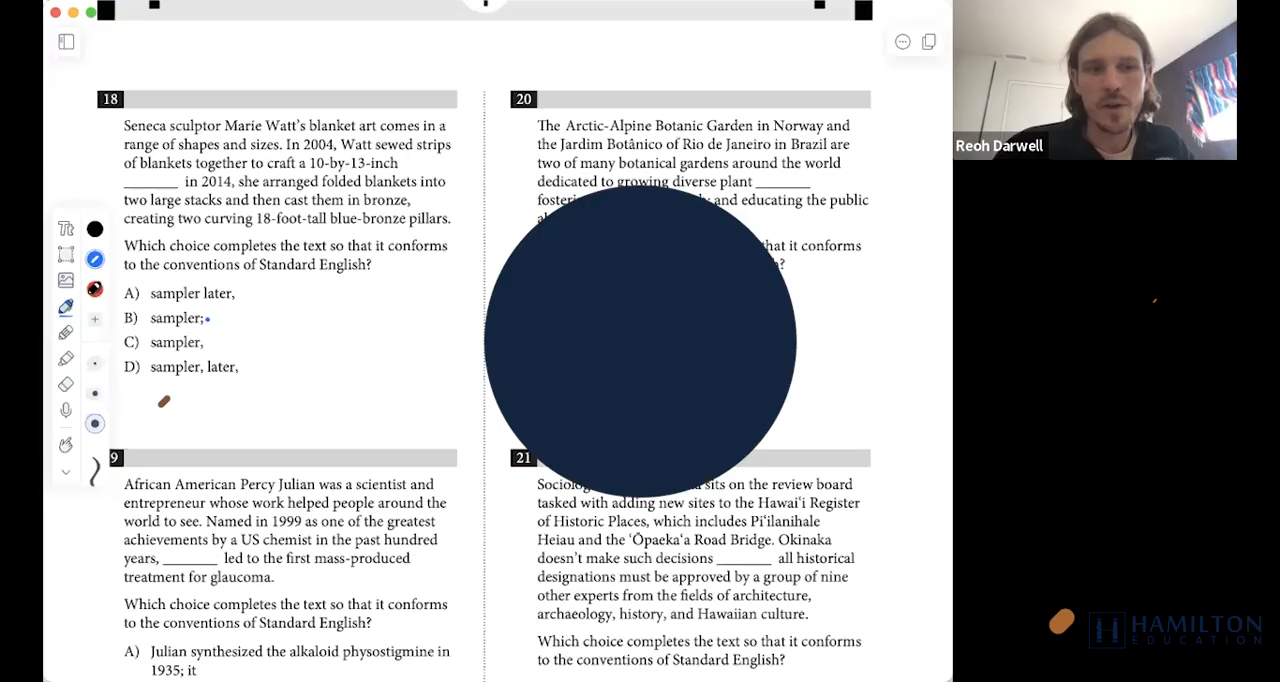 18
Seneca sculptor Marie Watt's blanket art comes in a
range of shapes and sizes. In 2004, Watt sewed strips
of blankets together to craft a 10-by-13-inch
________ in 2014, she arranged folded blankets into
two large stacks and then cast them in bronze,
creating two curving 18-foot-tall blue-bronze pillars.
Which choice completes the text so that it conforms
to the conventions of Standard English?
A) sampler later,
B) sampler;
C) sampler,
D) sampler, later,
9
African American Percy Julian was a scientist and
entrepreneur whose work helped people around the
world to see. Named in 1999 as one of the greatest
achievements by a US chemist in the past hundred
years, ________ led to the first mass-produced
treatment for glaucoma.
Which choice completes the text so that it conforms
to the conventions of Standard English?
A) Julian synthesized the alkaloid physostigmine in
1935; it
20
The Arctic-Alpine Botanic Garden in Norway and
the Jardim Botânico of Rio de Janeiro in Brazil are
two of many botanical gardens around the world
dedicated to growing diverse plant ________
and educating the public
that it conforms
21
sits on the review board
tasked with adding new sites to the Hawai‘i Register
of Historic Places, which includes Pi‘ilanihale
Heiau and the ‘Ōpaeka‘a Road Bridge. Okinaka
doesn't make such decisions ________ all historical
designations must be approved by a group of nine
other experts from the fields of architecture,
archaeology, history, and Hawaiian culture.
Which choice completes the text so that it conforms
to the conventions of Standard English?
Tt
Reoh Darwell
H HAMILTON
EDUCATION